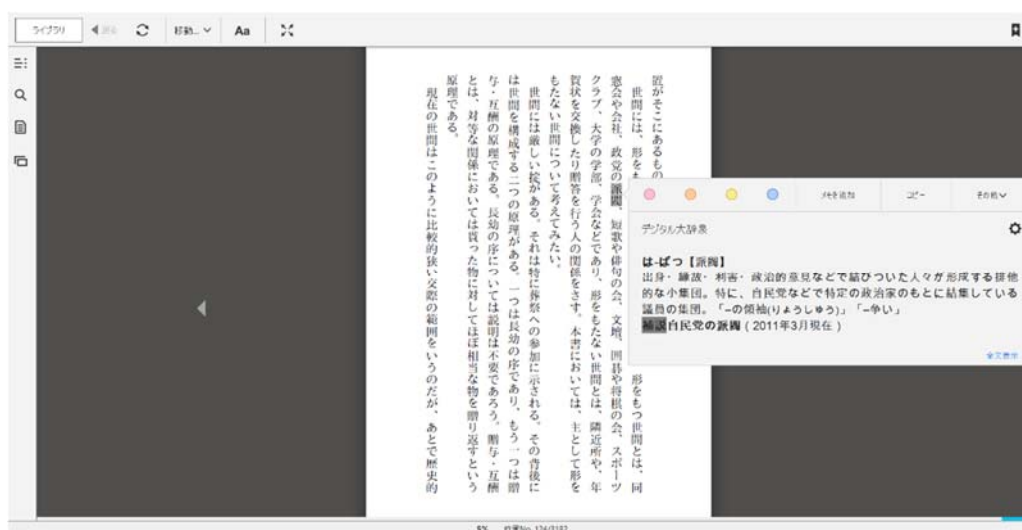 ライブラリ
戻る
移動...
Aa
置がそこにあるもの
世間には、形をも
形をもつ世間とは、同
窓会や会社、政党の派閥、短歌や俳句の会、文壇、囲碁や将棋の会、スポーツ
クラブ、大学の学部、学会などであり、形をもたない世間とは、隣近所や、年
賀状を交換したり贈答を行う人の関係をさす。本書においては、主として形を
もたない世間について考えてみたい。
世間には厳しい掟がある。それは特に葬祭への参加に示される。その背後に
は世間を構成する二つの原理がある。一つは長幼の序であり、もう一つは贈
与・互酬の原理である。長幼の序については説明は不要であろう。贈与・互酬
とは、対等な関係においては貰った物に対してほぼ相当な物を贈り返すという
原理である。
現在の世間はこのように比較的狭い交際の範囲をいうのだが、あとで歴史的
メモを追加
コピー
その他
デジタル大辞泉
は‐ばつ【派閥】
出身・縁故・利害・政治的意見などで結びついた人々が形成する排他
的な小集団。特に、自民党などで特定の政治家のもとに結集している
議員の集団。「―の領袖(りょうしゅう)」「―争い」
補説自民党の派閥(2011年3月現在)
全文表示
5%
位置No. 124/3182